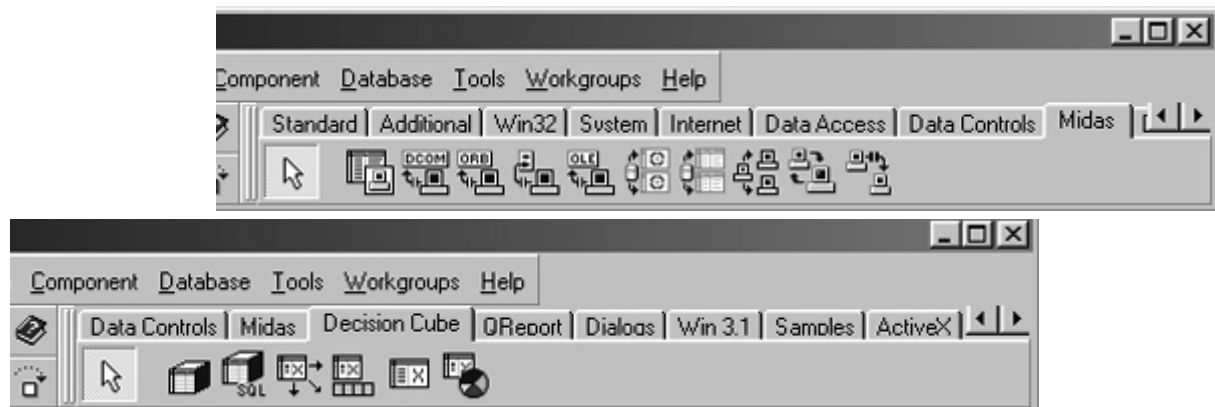 Component Database Tools Workgroups Help
Standard Additional Win32 System Internet Data Access Data Controls Midas
DCOM ORB OLE
Component Database Tools Workgroups Help
Data Controls Midas Decision Cube QReport Dialogs Win 3.1 Samples ActiveX
SQL